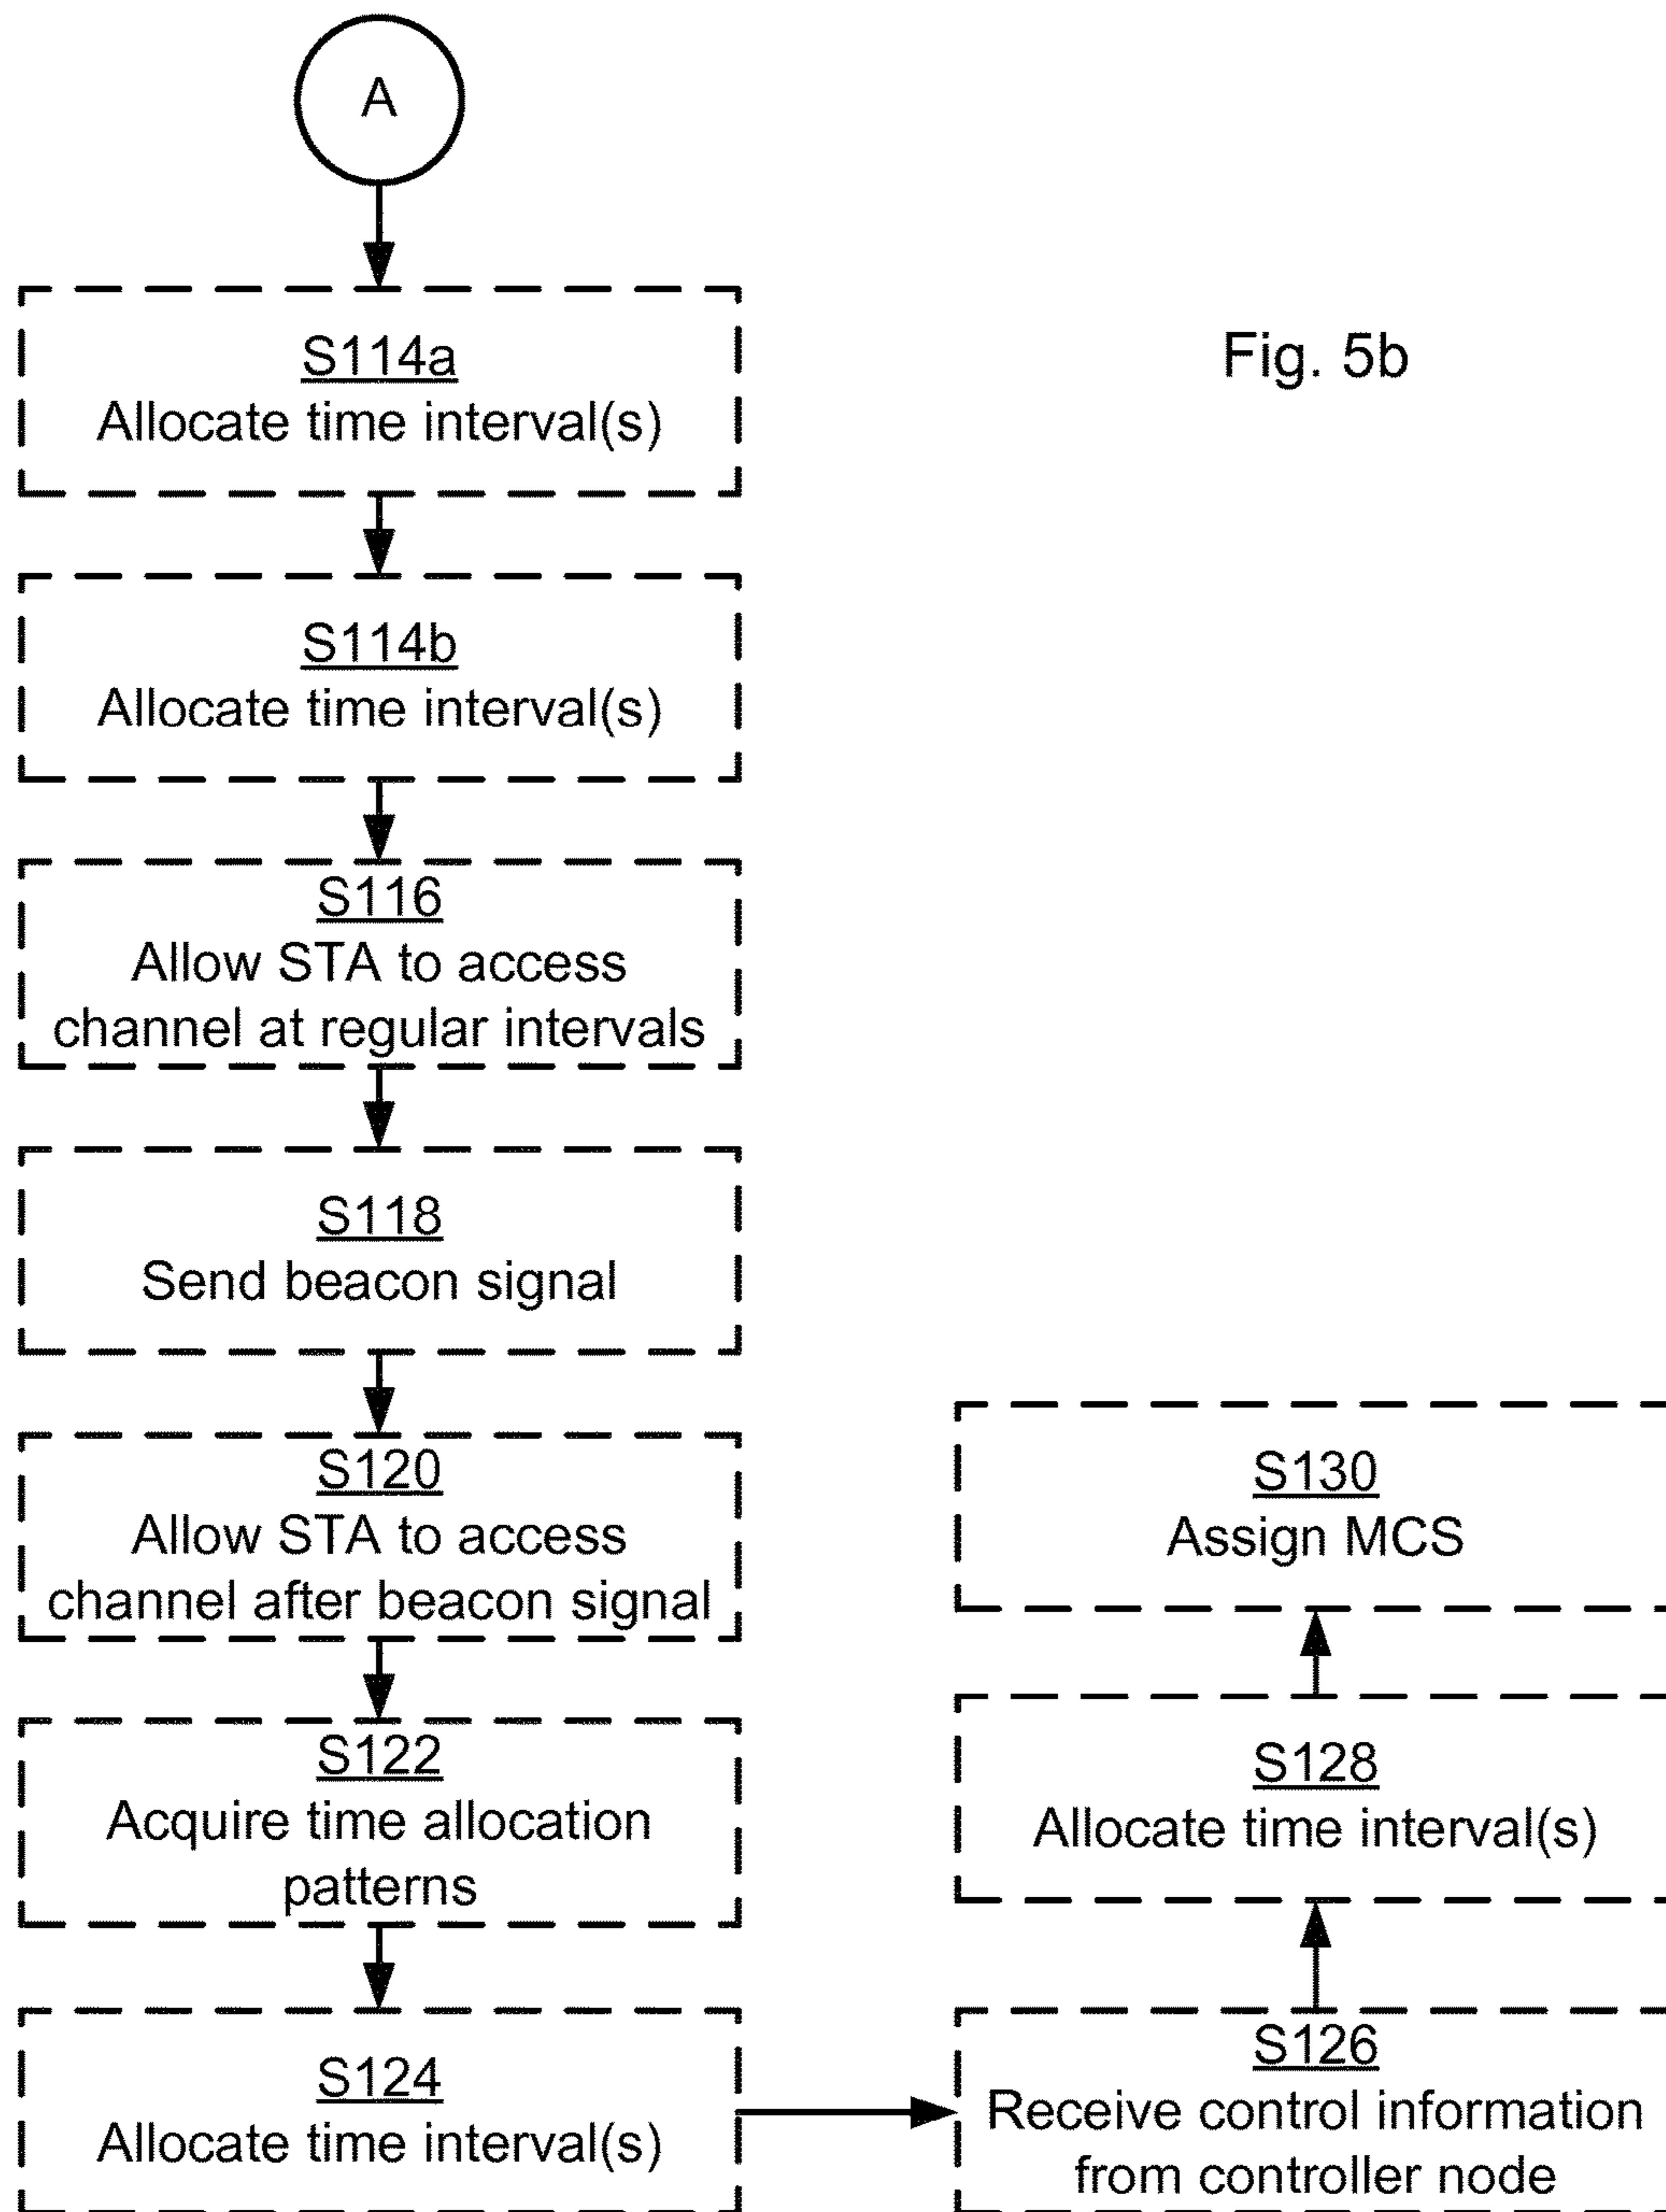 A
S114a
Allocate time interval(s)
Fig. 5b
S114b
Allocate time interval(s)
S116
Allow STA to access
channel at regular intervals
S118
Send beacon signal
S120
Allow STA to access
channel after beacon signal
S122
Acquire time allocation
patterns
S124
Allocate time interval(s)
S126
Receive control information
from controller node
S128
Allocate time interval(s)
S130
Assign MCS